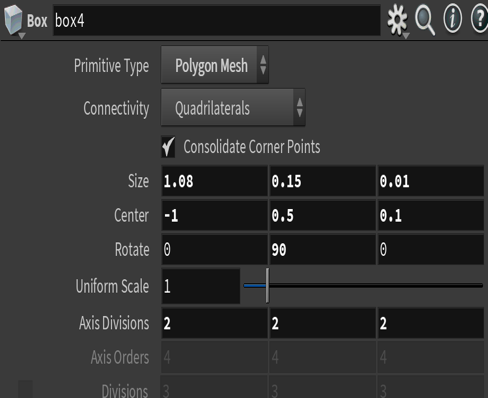 Box box4
Primitive Type Polygon Mesh
Connectivity Quadrilaterals
Consolidate Corner Points
Size 1.08 0.15 0.01
Center -1 0.5 0.1
Rotate 0 90 0
Uniform Scale 1
Axis Divisions 2 2 2
Axis Orders 4 4 4
Divisions 3 3 3